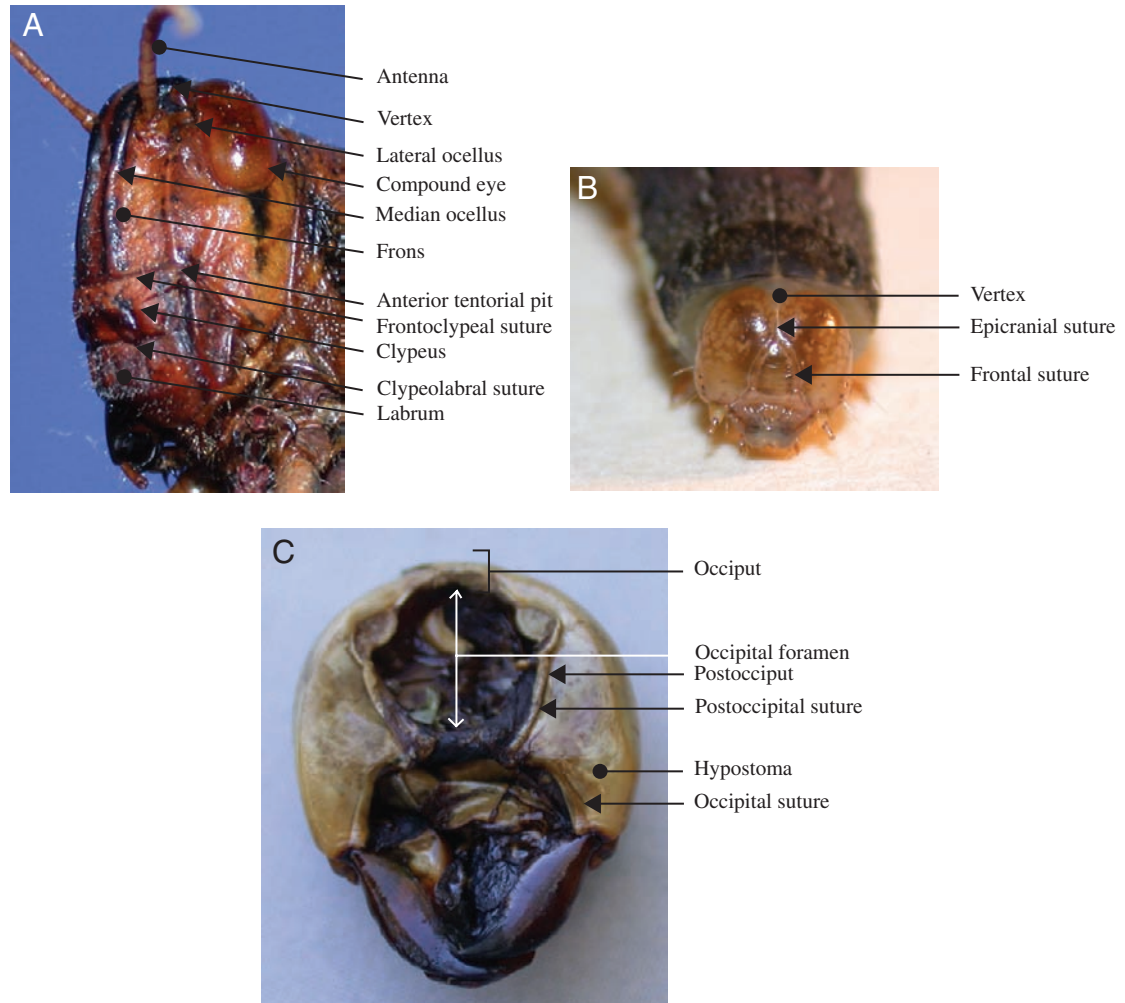 A
Antenna
Vertex
Lateral ocellus
Compound eye
Median ocellus
Frons
Anterior tentorial pit
Frontoclypeal suture
Clypeus
Clypeolabral suture
Labrum
B
Vertex
Epicranial suture
Frontal suture
C
Occiput
Occipital foramen
Postocciput
Postoccipital suture
Hypostoma
Occipital suture